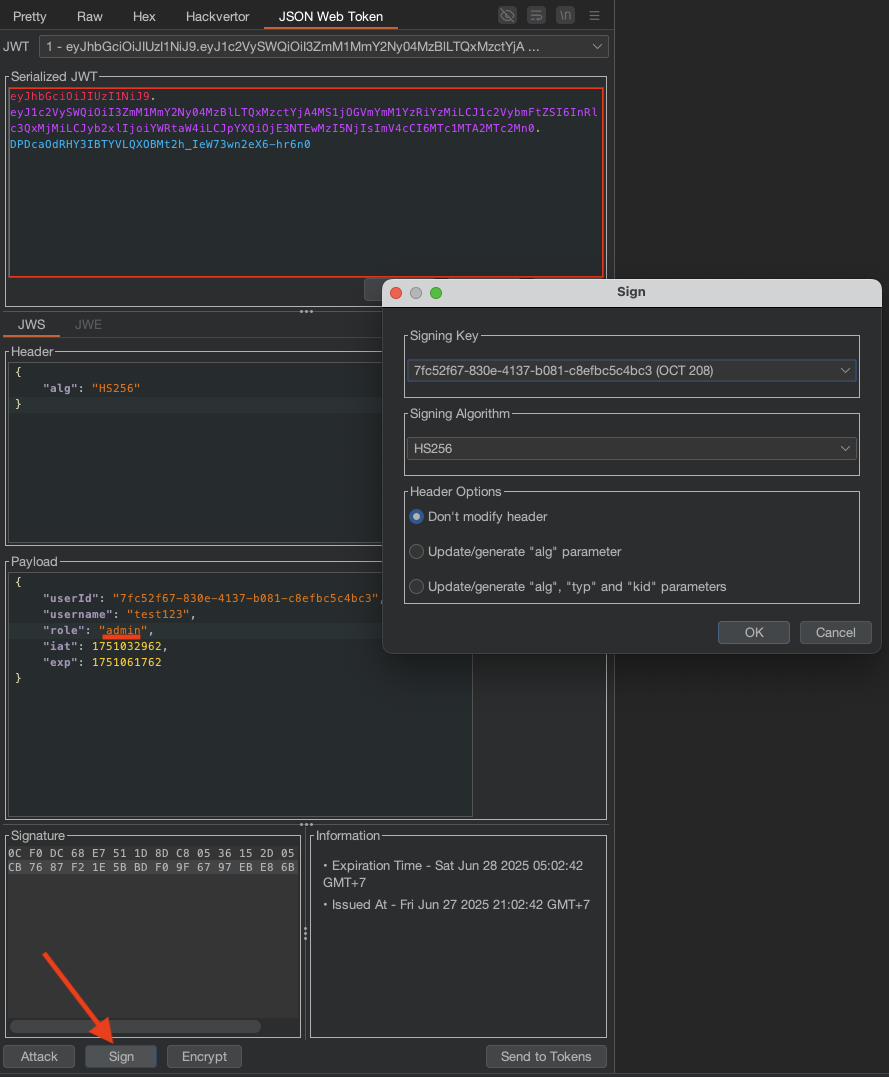 Pretty Raw Hex Hackvertor JSON Web Token \n
JWT 1 - eyJhbGciOiJIUzI1NiJ9.eyJ1c2VySWQiOiI3ZmM1MmY2Ny04MzBlLTQxMzctYjA ...
Serialized JWT
eyJhbGciOiJIUzI1NiJ9.
eyJ1c2VySWQiOiI3ZmM1MmY2Ny04MzBlLTQxMzctYjA4MS1jOGVmYmM1YzRiYzMiLCJ1c2VybmFtZSI6InRl
c3QxMjMiLCJyb2xlIjoiYWRtaW4iLCJpYXQiOjE3NTEwMzI5NjIsImV4cCI6MTc1MTA2MTc2Mn0.
DPDcaOdRHY3IBTYVLQXOBMt2h_IeW73wn2eX6-hr6n0
JWS JWE
Header
{
"alg": "HS256"
}
Payload
{
"userId": "7fc52f67-830e-4137-b081-c8efbc5c4bc3",
"username": "test123",
"role": "admin",
"iat": 1751032962,
"exp": 1751061762
}
Signature
0C F0 DC 68 E7 51 1D 8D C8 05 36 15 2D 05
CB 76 87 F2 1E 5B BD F0 9F 67 97 EB E8 6B
Information
• Expiration Time - Sat Jun 28 2025 05:02:42
GMT+7
• Issued At - Fri Jun 27 2025 21:02:42 GMT+7
Attack Sign Encrypt Send to Tokens
Sign
Signing Key
7fc52f67-830e-4137-b081-c8efbc5c4bc3 (OCT 208)
Signing Algorithm
HS256
Header Options
Don't modify header
Update/generate "alg" parameter
Update/generate "alg", "typ" and "kid" parameters
OK Cancel